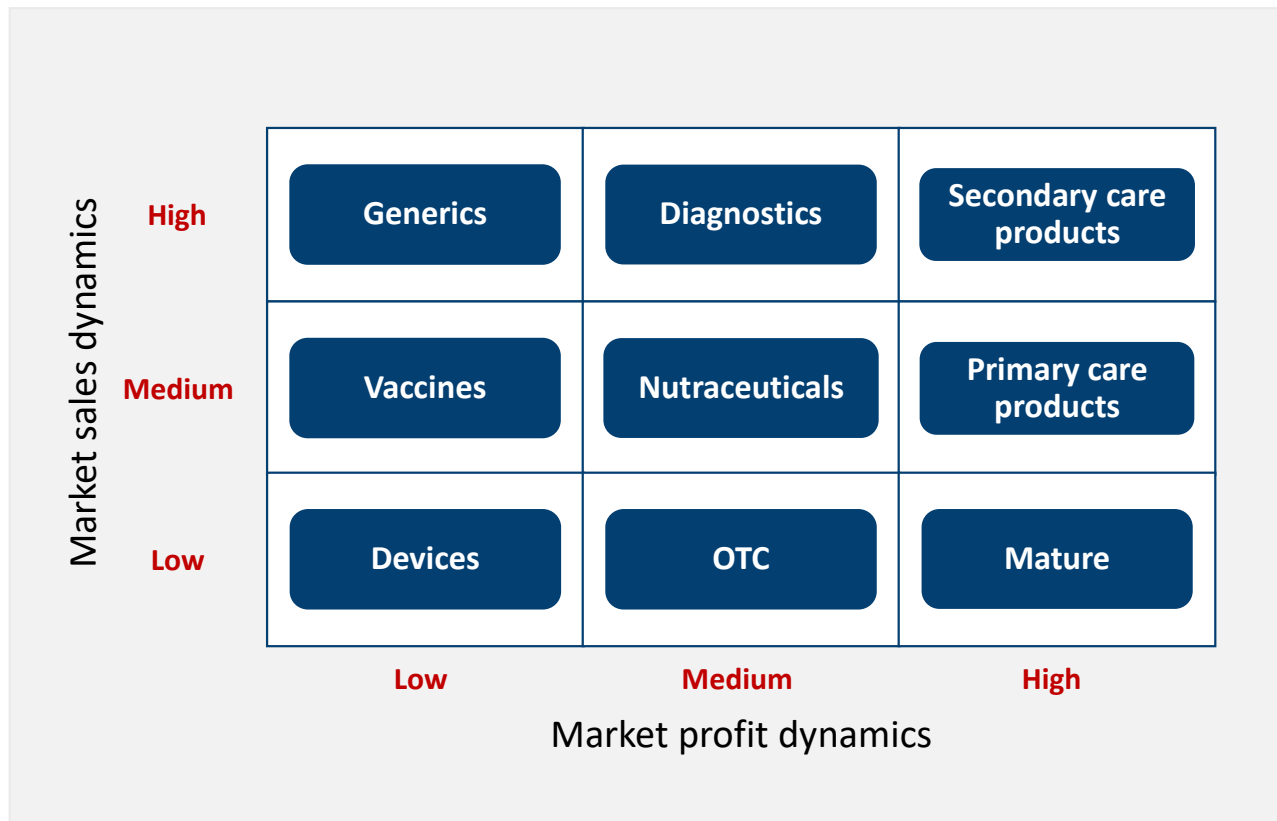 Market sales dynamics
High
Generics
Diagnostics
Secondary care
products
Medium
Vaccines
Nutraceuticals
Primary care
products
Low
Devices
OTC
Mature
Low
Medium
High
Market profit dynamics